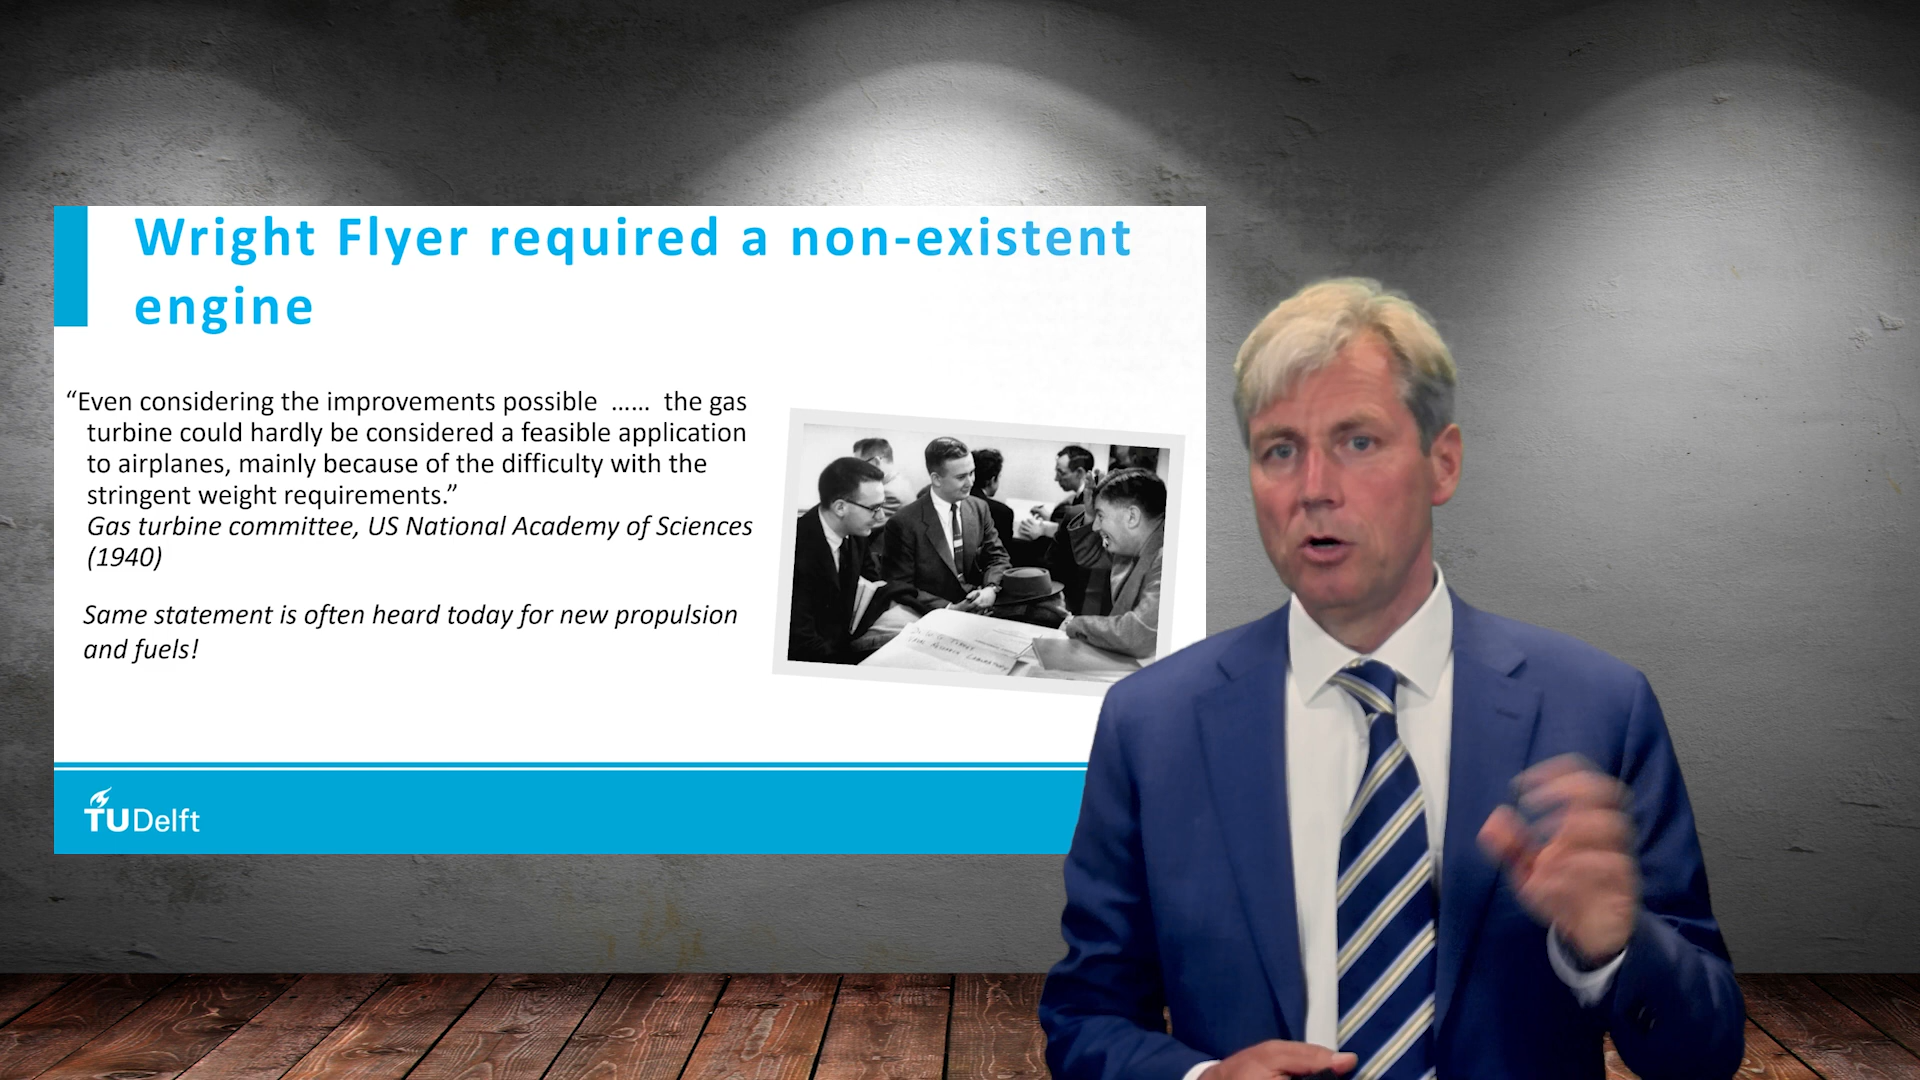 Wright Flyer required a non-existent
engine
“Even considering the improvements possible ...... the gas
turbine could hardly be considered a feasible application
to airplanes, mainly because of the difficulty with the
stringent weight requirements.”
Gas turbine committee, US National Academy of Sciences
(1940)
Same statement is often heard today for new propulsion
and fuels!
TU Delft